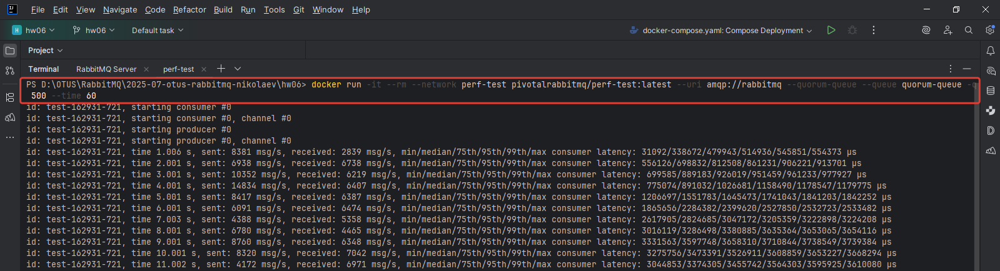 File Edit View Navigate Code Refactor Build Run Tools Git Window Help
H hw06 hw06 Default task docker-compose.yaml: Compose Deployment
Project
Terminal RabbitMQ Server perf-test
PS D:\OTUS\RabbitMQ\2025-07-otus-rabbitmq-nikolaev\hw06> docker run -it --rm --network perf-test pivotalrabbitmq/perf-test:latest --uri amqp://rabbitmq --quorum-queue --queue quorum-queue -q
500 --time 60
id: test-162931-721, starting consumer #0
id: test-162931-721, starting consumer #0, channel #0
id: test-162931-721, starting producer #0
id: test-162931-721, starting producer #0, channel #0
id: test-162931-721, time 1.006 s, sent: 8381 msg/s, received: 2839 msg/s, min/median/75th/95th/99th/max consumer latency: 31092/338672/479943/514936/545851/554373 µs
id: test-162931-721, time 2.001 s, sent: 6938 msg/s, received: 6738 msg/s, min/median/75th/95th/99th/max consumer latency: 556126/698832/812508/861231/906221/913701 µs
id: test-162931-721, time 3.001 s, sent: 10352 msg/s, received: 6219 msg/s, min/median/75th/95th/99th/max consumer latency: 699585/889183/926019/951459/961233/977927 µs
id: test-162931-721, time 4.001 s, sent: 14834 msg/s, received: 6407 msg/s, min/median/75th/95th/99th/max consumer latency: 775074/891032/1026681/1158490/1178547/1179775 µs
id: test-162931-721, time 5.001 s, sent: 8417 msg/s, received: 6387 msg/s, min/median/75th/95th/99th/max consumer latency: 1206697/1551783/1645473/1741043/1841203/1842252 µs
id: test-162931-721, time 6.001 s, sent: 6091 msg/s, received: 6474 msg/s, min/median/75th/95th/99th/max consumer latency: 1865656/2284382/2399620/2527850/2532723/2533482 µs
id: test-162931-721, time 7.003 s, sent: 4388 msg/s, received: 5358 msg/s, min/median/75th/95th/99th/max consumer latency: 2617905/2824685/3047172/3205359/3222898/3224208 µs
id: test-162931-721, time 8.001 s, sent: 6780 msg/s, received: 4465 msg/s, min/median/75th/95th/99th/max consumer latency: 3016119/3286498/3380885/3635364/3653065/3654116 µs
id: test-162931-721, time 9.001 s, sent: 8760 msg/s, received: 6348 msg/s, min/median/75th/95th/99th/max consumer latency: 3331563/3597748/3658310/3710844/3738549/3739384 µs
id: test-162931-721, time 10.001 s, sent: 8320 msg/s, received: 7042 msg/s, min/median/75th/95th/99th/max consumer latency: 3275756/3473391/3526911/3608859/3653227/3668294 µs
id: test-162931-721, time 11.002 s, sent: 4172 msg/s, received: 6971 msg/s, min/median/75th/95th/99th/max consumer latency: 3044853/3374305/3455742/3564303/3595925/3610080 µs